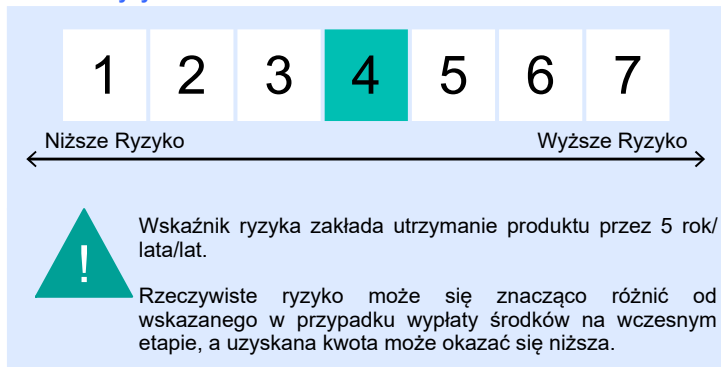 1 2 3 4 5 6 7
Niższe Ryzyko Wyższe Ryzyko
! Wskaźnik ryzyka zakłada utrzymanie produktu przez 5 rok/
lata/lat.
Rzeczywiste ryzyko może się znacząco różnić od
wskazanego w przypadku wypłaty środków na wczesnym
etapie, a uzyskana kwota może okazać się niższa.